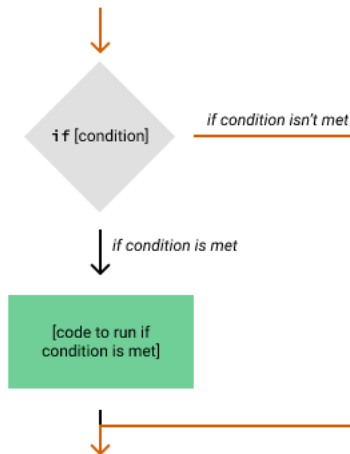 if condition isn't met
if [condition]
if condition is met
[code to run if
condition is met]